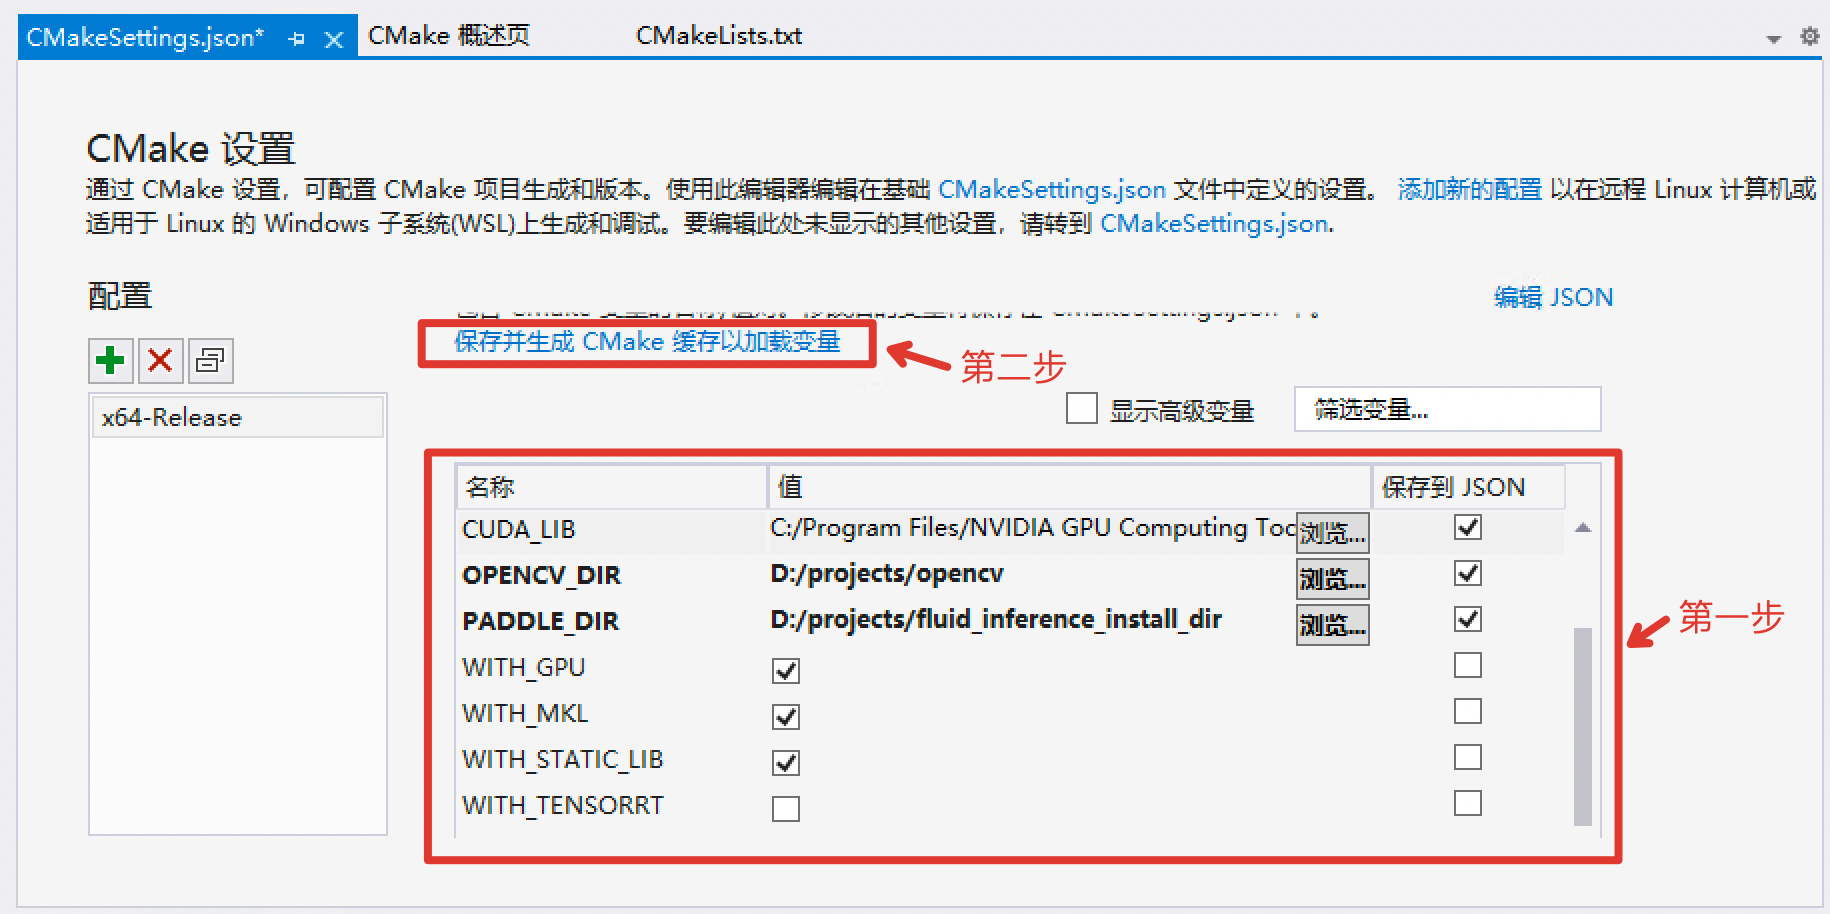 CMakeSettings.json*
CMake 概述页
CMakeLists.txt
CMake 设置
通过 CMake 设置，可配置 CMake 项目生成和版本。使用此编辑器编辑在基础 CMakeSettings.json 文件中定义的设置。 添加新的配置 以在远程 Linux 计算机或
适用于 Linux 的 Windows 子系统(WSL)上生成和调试。要编辑此处未显示的其他设置，请转到 CMakeSettings.json.
配置
编辑 JSON
保存并生成 CMake 缓存以加载变量
第二步
x64-Release
显示高级变量
筛选变量...
名称
值
保存到 JSON
CUDA_LIB
C:/Program Files/NVIDIA GPU Computing Toc
浏览...
OPENCV_DIR
D:/projects/opencv
浏览...
PADDLE_DIR
D:/projects/fluid_inference_install_dir
浏览...
第一步
WITH_GPU
WITH_MKL
WITH_STATIC_LIB
WITH_TENSORRT